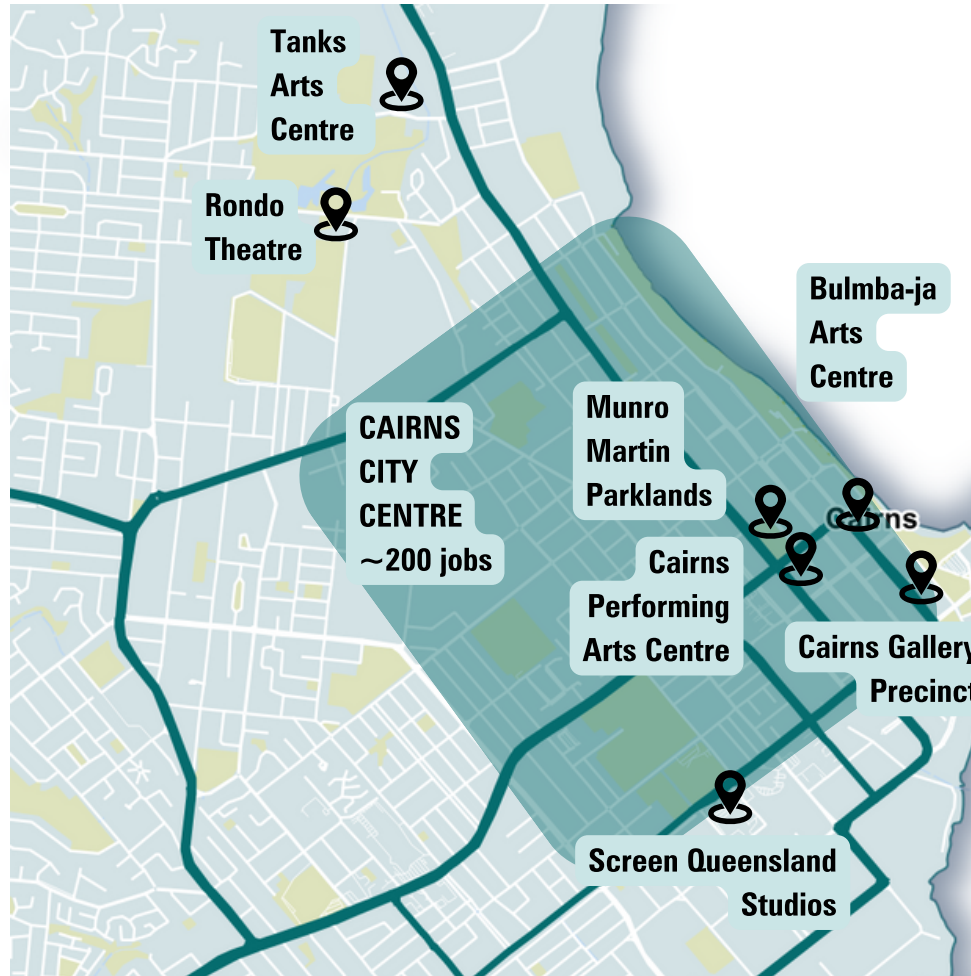 Tanks
Arts
Centre
Rondo
Theatre
Bulmba-ja
Arts
Centre
Munro
Martin
Parklands
CAIRNS
CITY
CENTRE
~200 jobs
Cairns
Cairns
Performing
Arts Centre
Cairns Gallery
Precinct
Screen Queensland
Studios